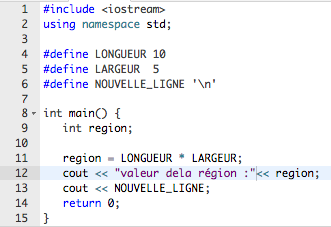 1 #include <iostream>
2 using namespace std;
3
4 #define LONGUEUR 10
5 #define LARGEUR  5
6 #define NOUVELLE_LIGNE '\n'
7
8 int main() {
9    int region;
10
11    region = LONGUEUR * LARGEUR;
12    cout << "valeur dela région :"<< region;
13    cout << NOUVELLE_LIGNE;
14    return 0;
15 }